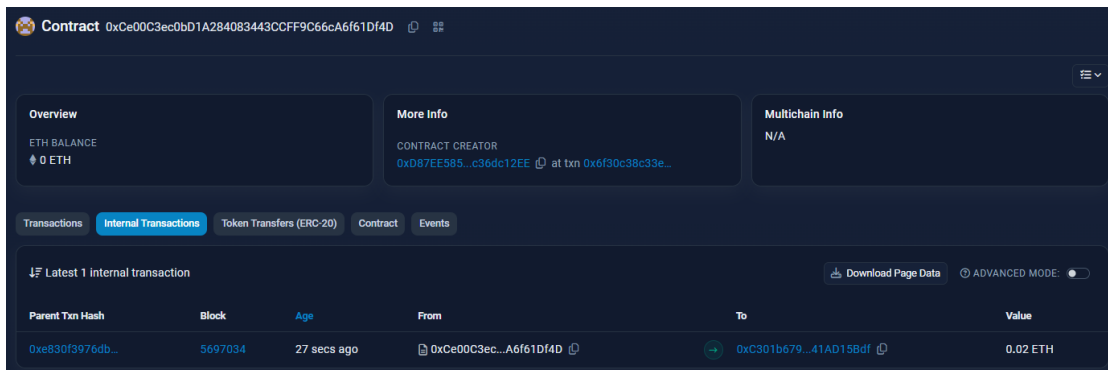 Contract 0xCe00C3ec0bD1A284083443CCFF9C66cA6f61Df4D
Overview
ETH BALANCE
0 ETH
More Info
CONTRACT CREATOR
0xD87EE585...c36dc12EE at txn 0x6f30c38c33e...
Multichain Info
N/A
Transactions Internal Transactions Token Transfers (ERC-20) Contract Events
Latest 1 internal transaction Download Page Data ADVANCED MODE:
Parent Txn Hash Block Age From To Value
0xe830f3976db... 5697034 27 secs ago 0xCe00C3ec...A6f61Df4D 0xC301b679...41AD15Bdf 0.02 ETH